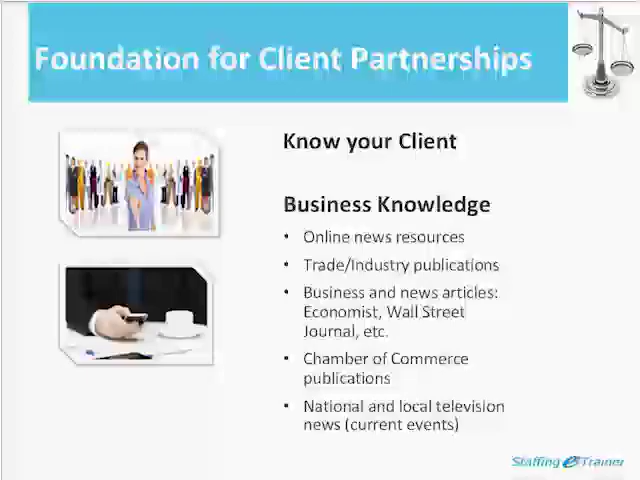 Foundation for Client Partnerships
Know your Client
Business Knowledge
• Online news resources
• Trade/Industry publications
• Business and news articles:
Economist, Wall Street
Journal, etc.
• Chamber of Commerce
publications
• National and local television
news (current events)
Staffing eTrainer